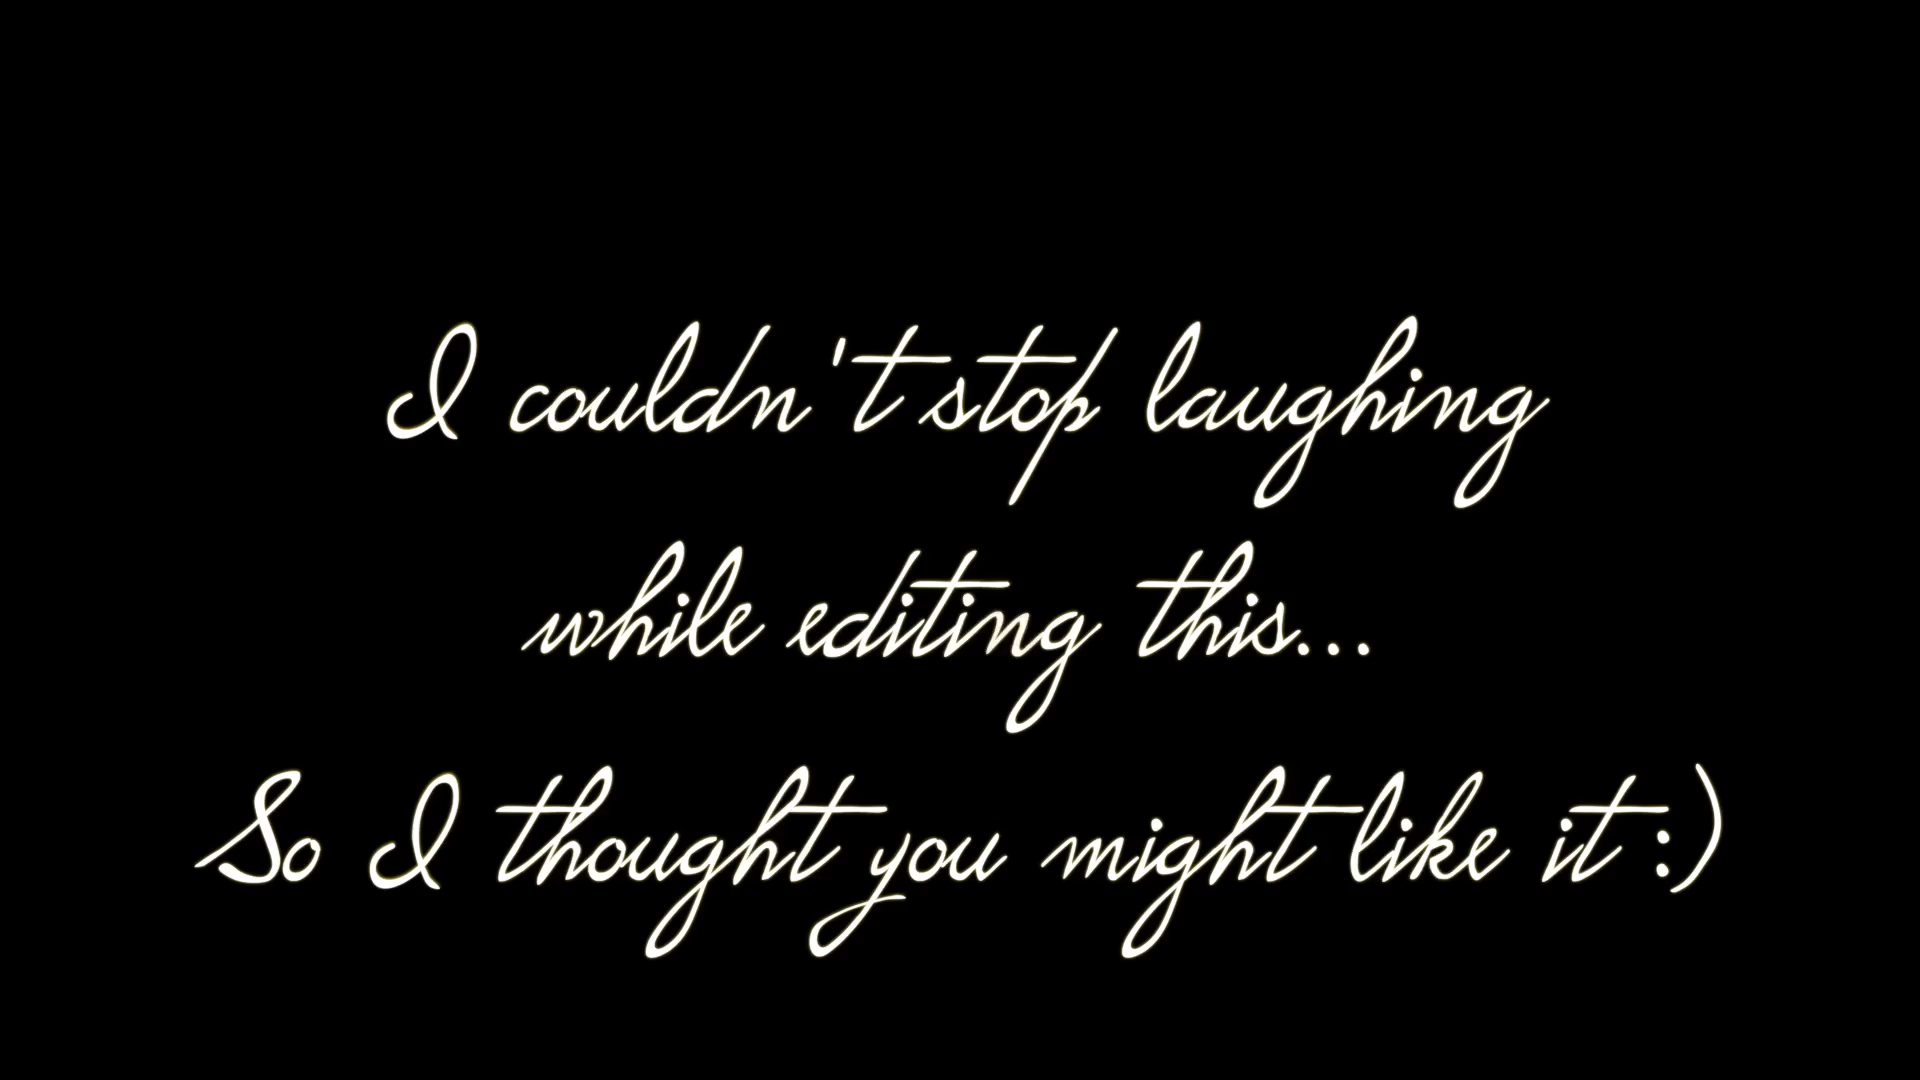 I couldn't stop laughing
while editing this...
So I thought you might like it :)